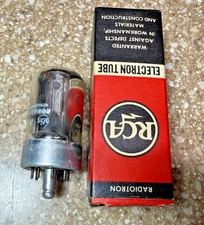 WARRANTED
AGAINST DEFECTS
IN WORKMANSHIP,
MATERIALS
AND CONSTRUCTION
ELECTRON TUBE
RCA
RADIOTRON